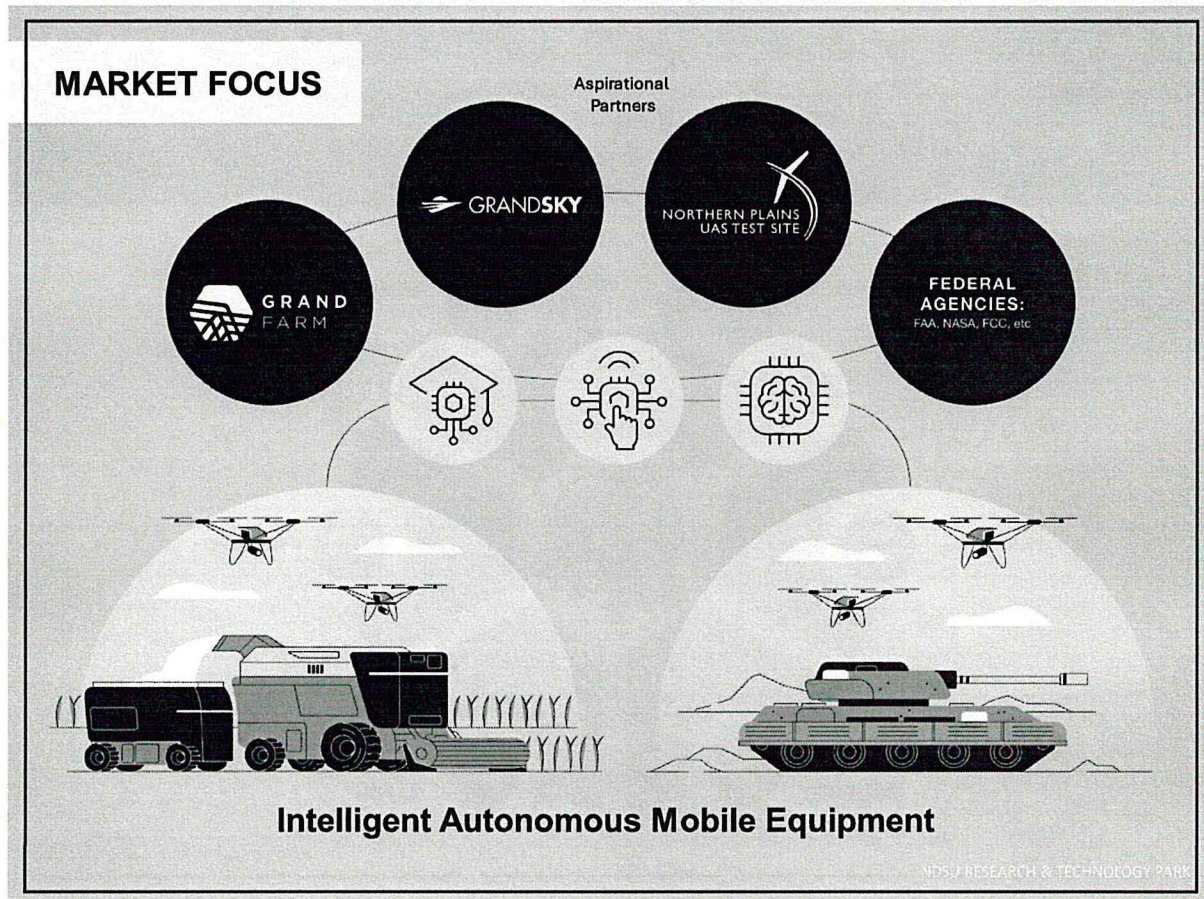 MARKET FOCUS
Aspirational
Partners
GRANDSKY
NORTHERN PLAINS
UAS TEST SITE
GRAND
FARM
FEDERAL
AGENCIES:
FAA, NASA, FCC, etc
Intelligent Autonomous Mobile Equipment
NDSU RESEARCH & TECHNOLOGY PARK